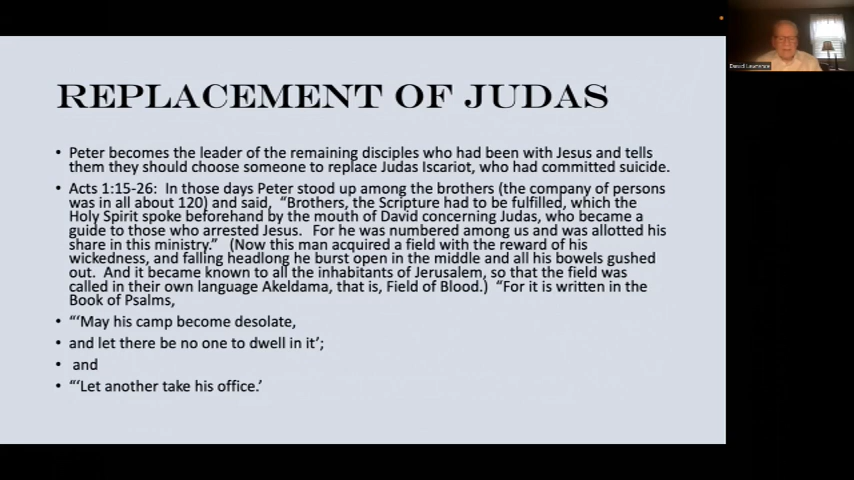 REPLACEMENT OF JUDAS
• Peter becomes the leader of the remaining disciples who had been with Jesus and tells
them they should choose someone to replace Judas Iscariot, who had committed suicide.
• Acts 1:15-26:  In those days Peter stood up among the brothers (the company of persons
was in all about 120) and said,  “Brothers, the Scripture had to be fulfilled, which the
Holy Spirit spoke beforehand by the mouth of David concerning Judas, who became a
guide to those who arrested Jesus.  For he was numbered among us and was allotted his
share in this ministry.”  (Now this man acquired a field with the reward of his
wickedness, and falling headlong he burst open in the middle and all his bowels gushed
out.  And it became known to all the inhabitants of Jerusalem, so that the field was
called in their own language Akeldama, that is, Field of Blood.)  “For it is written in the
Book of Psalms,
• “‘May his camp become desolate,
• and let there be no one to dwell in it’;
• and
• “‘Let another take his office.’
David Lawrence